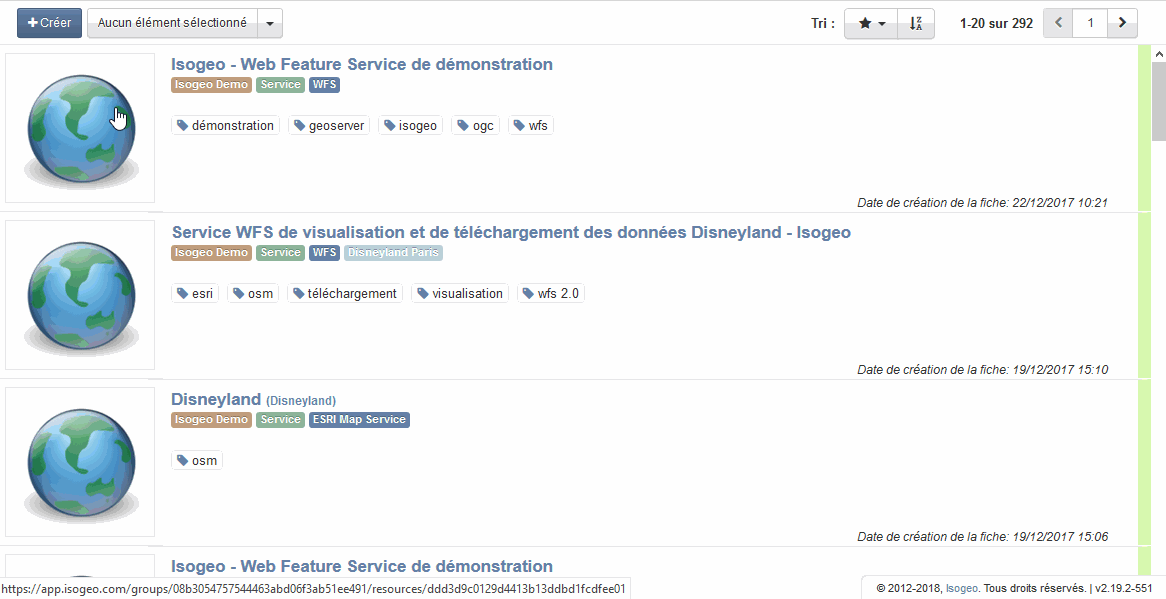 Créer Aucun élément sélectionné Tri : 1-20 sur 292 1
Isogeo - Web Feature Service de démonstration
Isogeo Demo Service WFS
démonstration geoserver isogeo ogc wfs
Date de création de la fiche: 22/12/2017 10:21
Service WFS de visualisation et de téléchargement des données Disneyland - Isogeo
Isogeo Demo Service WFS Disneyland Paris
esri osm téléchargement visualisation wfs 2.0
Date de création de la fiche: 19/12/2017 15:10
Disneyland (Disneyland)
Isogeo Demo Service ESRI Map Service
osm
Date de création de la fiche: 19/12/2017 15:06
Isogeo - Web Feature Service de démonstration
https://app.isogeo.com/groups/08b3054757544463abd06f3ab51ee491/resources/ddd3d9c0129d4413b13ddbd1fcdfee01
© 2012-2018, Isogeo. Tous droits réservés. | v2.19.2-551